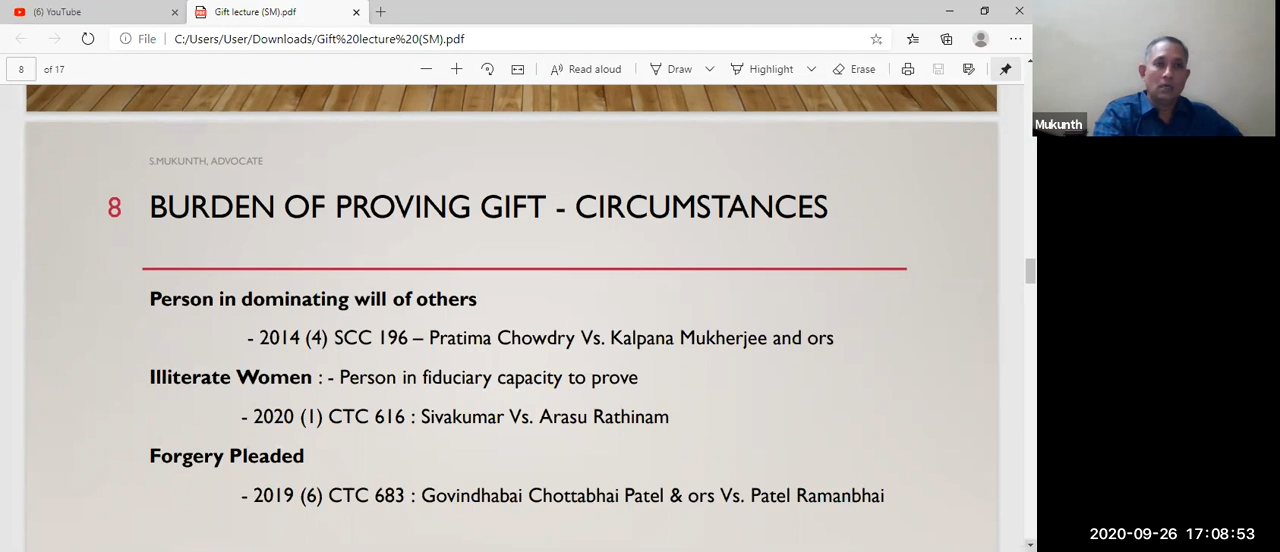 (6) YouTube
Gift lecture (SM).pdf
File
C:/Users/User/Downloads/Gift%20lecture%20(SM).pdf
8 of 17
Read aloud
Draw
Highlight
Erase
Mukunth
S.MUKUNTH, ADVOCATE
8 BURDEN OF PROVING GIFT - CIRCUMSTANCES
Person in dominating will of others
- 2014 (4) SCC 196 – Pratima Chowdry Vs. Kalpana Mukherjee and ors
Illiterate Women : - Person in fiduciary capacity to prove
- 2020 (1) CTC 616 : Sivakumar Vs. Arasu Rathinam
Forgery Pleaded
- 2019 (6) CTC 683 : Govindhabai Chottabhai Patel & ors Vs. Patel Ramanbhai
2020-09-26 17:08:53